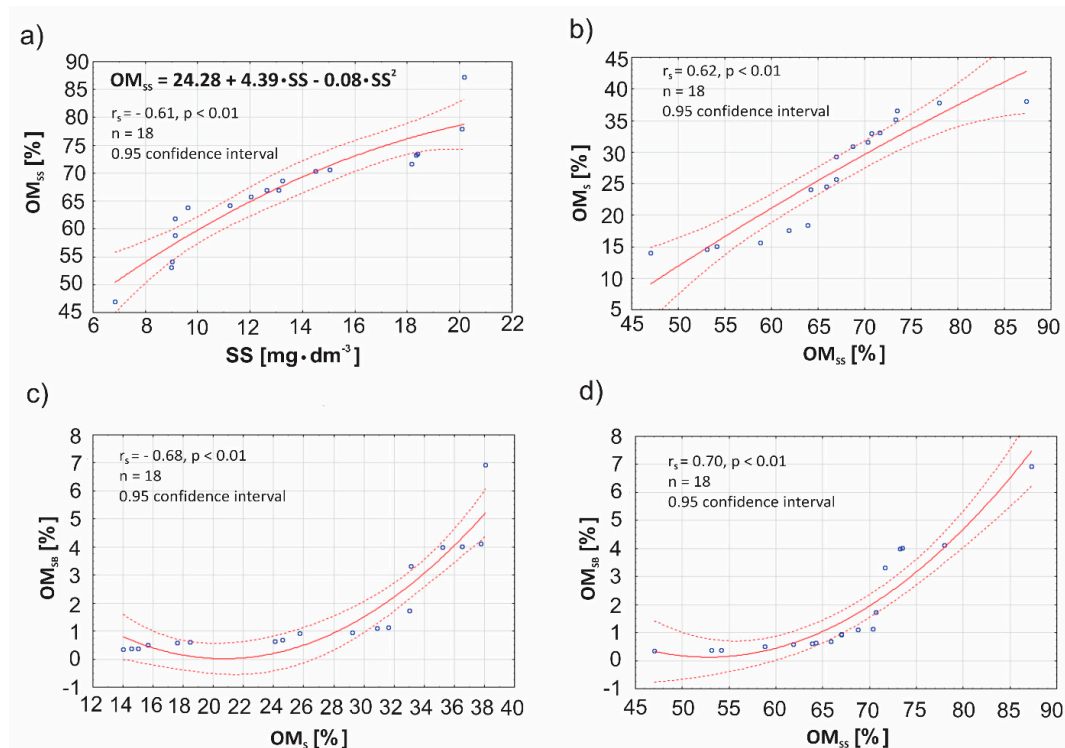 a)
OMss = 24.28 + 4.39·SS - 0.08·SS²
rs = - 0.61, p < 0.01
n = 18
0.95 confidence interval
90
85
80
75
70
65
60
55
50
45
OMss [%]
6 8 10 12 14 16 18 20 22
SS [mg·dm⁻³]
b)
rs = 0.62, p < 0.01
n = 18
0.95 confidence interval
45
40
35
30
25
20
15
10
5
OMs [%]
45 50 55 60 65 70 75 80 85 90
OMss [%]
c)
rs = - 0.68, p < 0.01
n = 18
0.95 confidence interval
8
7
6
5
4
3
2
1
0
-1
OMSB [%]
12 14 16 18 20 22 24 26 28 30 32 34 36 38 40
OMs [%]
d)
rs = 0.70, p < 0.01
n = 18
0.95 confidence interval
8
7
6
5
4
3
2
1
0
-1
OMSB [%]
45 50 55 60 65 70 75 80 85 90
OMss [%]